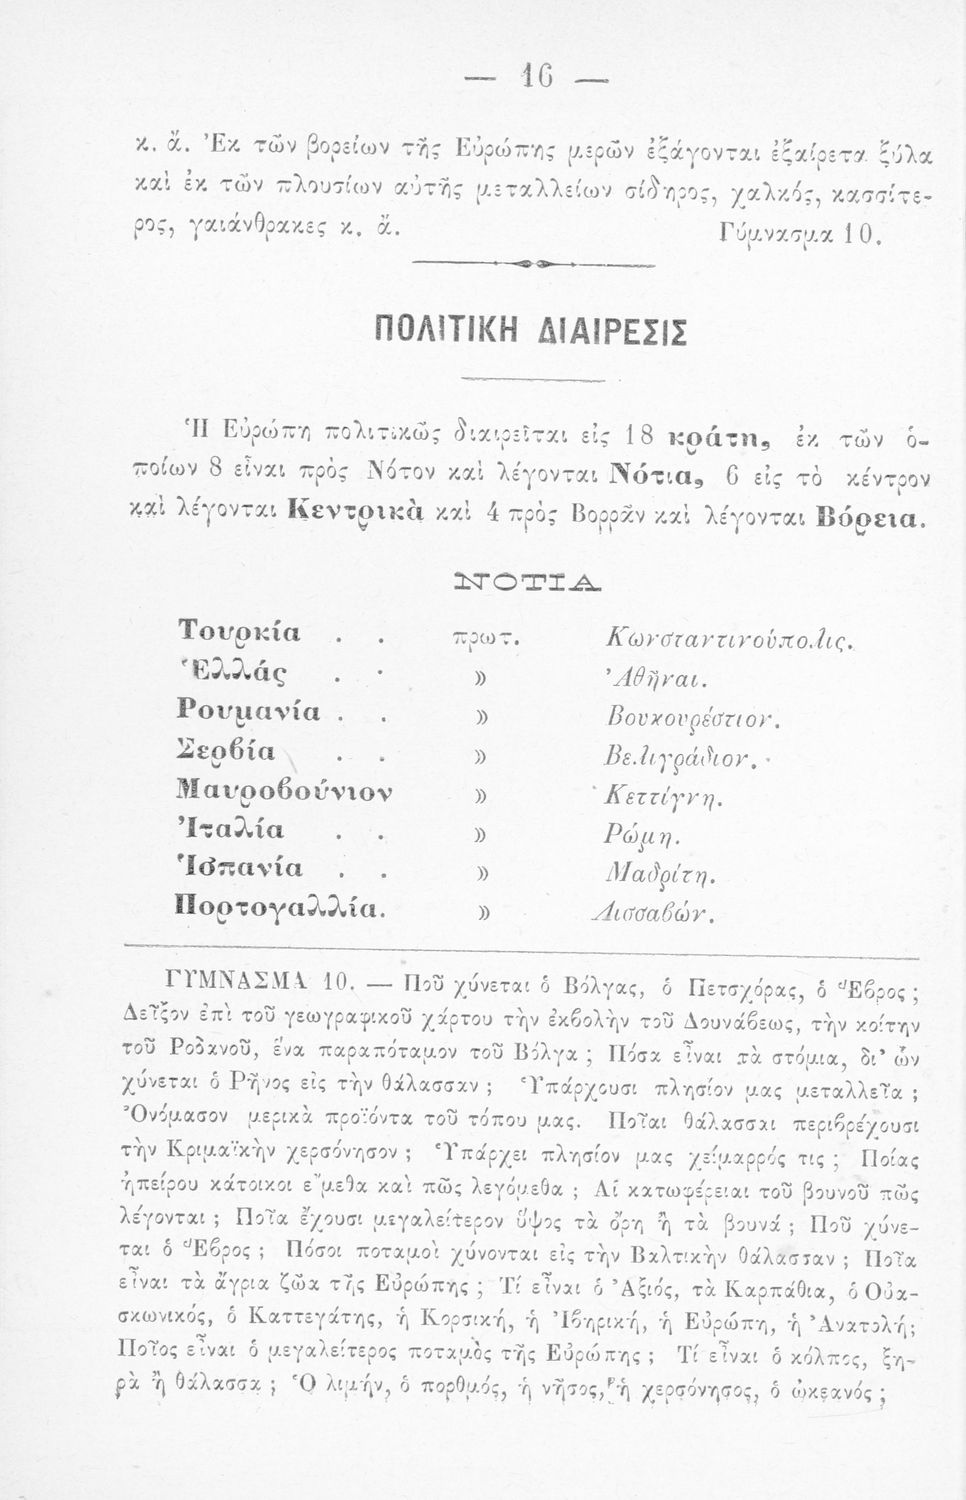 — 16 —
κ. ἄ. Ἐκ τῶν βορείων τῆς Εὐρώπης μερῶν ἐξάγονται ἐξαίρετα ξύλα
καὶ ἐκ τῶν πλουσίων αὐτῆς μεταλλείων σίδηρος, χαλκός, κασσίτε-
ρος, γαιάνθρακες κ. ἄ. Γύμνασμα 10.
ΠΟΛΙΤΙΚΗ ΔΙΑΙΡΕΣΙΣ
Ἡ Εὐρώπη πολιτικῶς διαιρεῖται εἰς 18 κράτη, ἐκ τῶν ὁ-
ποίων 8 εἶναι πρὸς Νότον καὶ λέγονται Νότια, 6 εἰς τὸ κέντρον
καὶ λέγονται Κεντρικὰ καὶ 4 πρὸς Βορρᾶν καὶ λέγονται Βόρεια.
ΝΟΤΙΑ
Τουρκία . . πρωτ. Κωνσταντινούπολις.
Ἑλλάς . . » Ἀθῆναι.
Ρουμανία . . » Βουκουρέστιον.
Σερβία . . » Βελιγράδιον.
Μαυροβούνιον » Κεττίγνη.
Ἰταλία . . » Ρώμη.
Ἱσπανία . . » Μαδρίτη.
Πορτογαλλία. » Λισσαβών.
ΓΥΜΝΑΣΜΑ 10. — Ποῦ χύνεται ὁ Βόλγας, ὁ Πετσχόρας, ὁ Ἕβρος ;
Δεῖξον ἐπὶ τοῦ γεωγραφικοῦ χάρτου τὴν ἐκβολὴν τοῦ Δουνάβεως, τὴν κοίτην
τοῦ Ροδανοῦ, ἕνα παραπόταμον τοῦ Βόλγα ; Πόσα εἶναι τὰ στόμια, δι’ ὧν
χύνεται ὁ Ρῆνος εἰς τὴν θάλασσαν ; Ὑπάρχουσι πλησίον μας μεταλλεῖα ;
Ὀνόμασον μερικὰ προϊόντα τοῦ τόπου μας. Ποῖαι θάλασσαι περιβρέχουσι
τὴν Κριμαϊκὴν χερσόνησον ; Ὑπάρχει πλησίον μας χείμαρρός τις ; Ποίας
ἠπείρου κάτοικοι εἴμεθα καὶ πῶς λεγόμεθα ; Αἱ κατωφέρειαι τοῦ βουνοῦ πῶς
λέγονται ; Ποῖα ἔχουσι μεγαλείτερον ὕψος τὰ ὄρη ἢ τὰ βουνά ; Ποῦ χύνε-
ται ὁ Ἕβρος ; Πόσοι ποταμοὶ χύνονται εἰς τὴν Βαλτικὴν θάλασσαν ; Ποῖα
εἶναι τὰ ἄγρια ζῶα τῆς Εὐρώπης ; Τί εἶναι ὁ Ἀξιός, τὰ Καρπάθια, ὁ Οὐα-
σκωνικός, ὁ Καττεγάτης, ἡ Κορσική, ἡ Ἰβηρική, ἡ Εὐρώπη, ἡ Ἀνατολή;
Ποῖος εἶναι ὁ μεγαλείτερος ποταμὸς τῆς Εὐρώπης ; Τί εἶναι ὁ κόλπος, ξη-
ρὰ ἢ θάλασσα ; Ὁ λιμήν, ὁ πορθμός, ἡ νῆσος, ἡ χερσόνησος, ὁ ὠκεανός ;